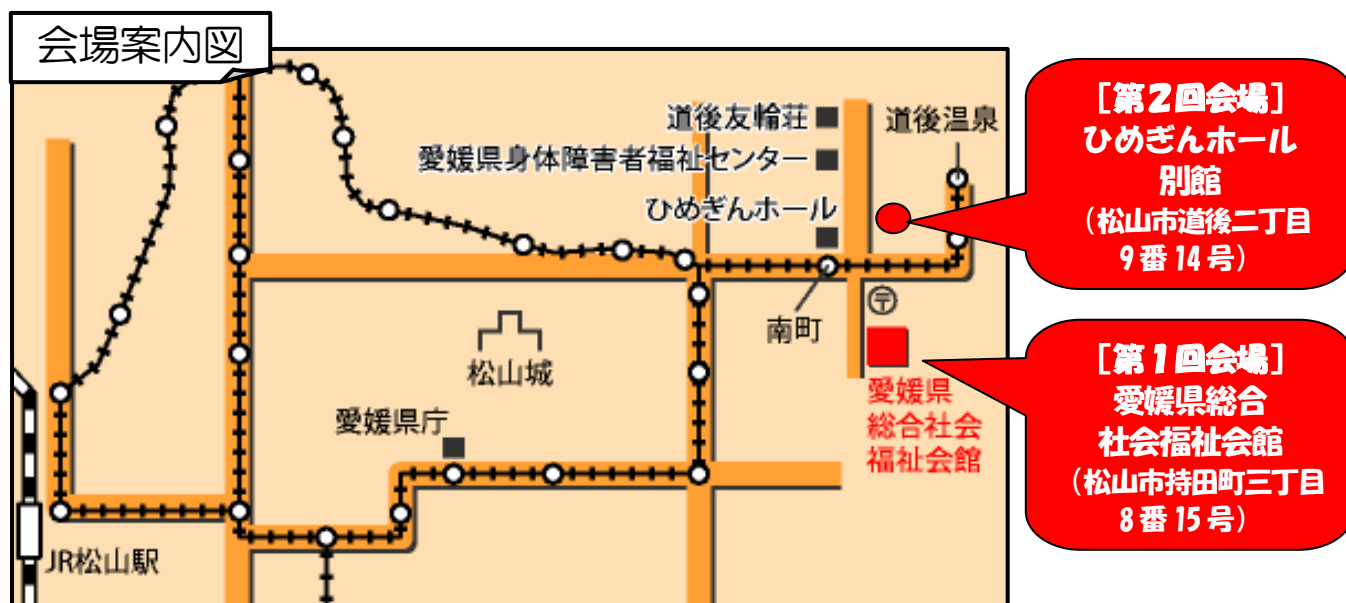 会場案内図
道後友輪荘
愛媛県身体障害者福祉センター
ひめぎんホール
道後温泉
南町
〒
松山城
愛媛県庁
愛媛県
総合社会
福祉会館
JR松山駅
[第2回会場]
ひめぎんホール
別館
(松山市道後二丁目
9番14号)
[第1回会場]
愛媛県総合
社会福祉会館
(松山市持田町三丁目
8番15号)